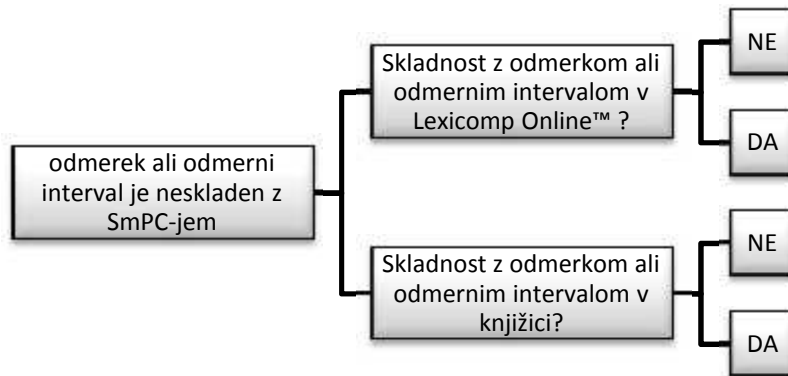 odmerek ali odmerni
interval je neskladen z
SmPC-jem
Skladnost z odmerkom ali
odmernim intervalom v
Lexicomp Online™ ?
NE
DA
Skladnost z odmerkom ali
odmernim intervalom v
knjižici?
NE
DA